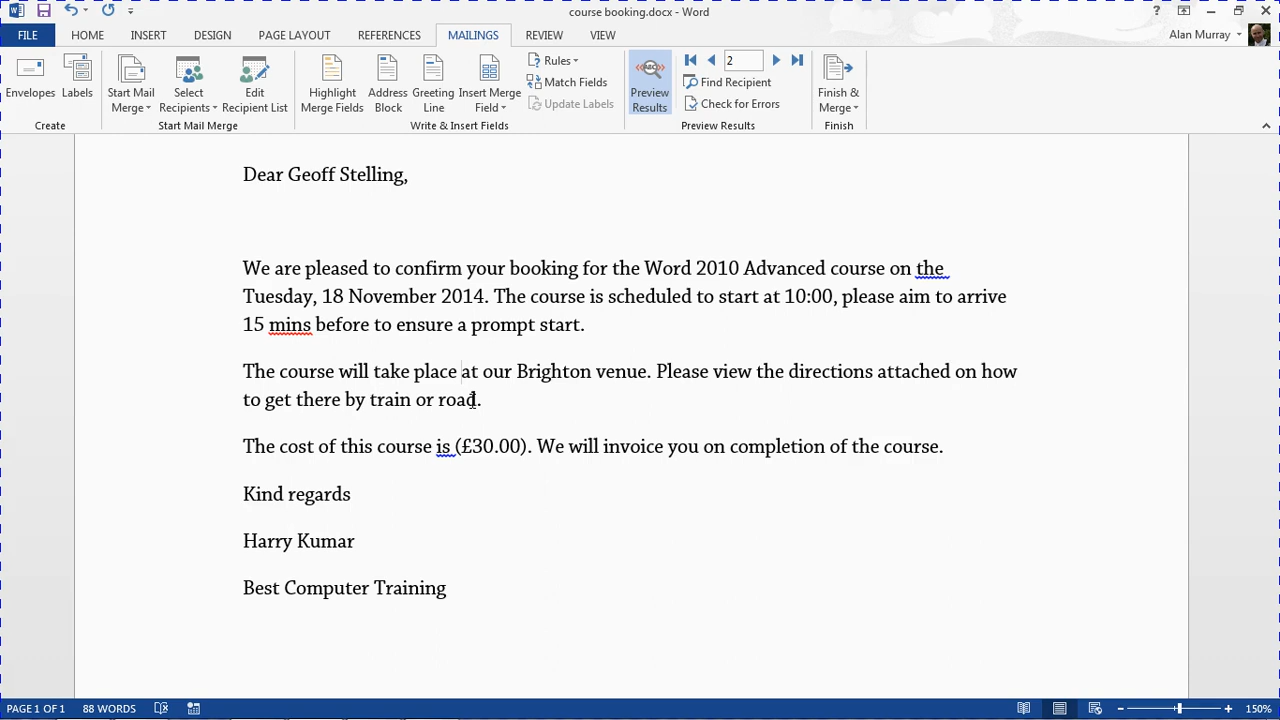 course booking.docx - Word
FILE HOME INSERT DESIGN PAGE LAYOUT REFERENCES MAILINGS REVIEW VIEW Alan Murray
Envelopes Labels Start Mail Merge Select Recipients Edit Recipient List Highlight Merge Fields Address Block Greeting Line Insert Merge Field Rules Match Fields Update Labels ABC Preview Results 2 Find Recipient Check for Errors Finish & Merge
Create Start Mail Merge Write & Insert Fields Preview Results Finish
Dear Geoff Stelling,
We are pleased to confirm your booking for the Word 2010 Advanced course on the
Tuesday, 18 November 2014. The course is scheduled to start at 10:00, please aim to arrive
15 mins before to ensure a prompt start.
The course will take place at our Brighton venue. Please view the directions attached on how
to get there by train or road.
The cost of this course is (£30.00). We will invoice you on completion of the course.
Kind regards
Harry Kumar
Best Computer Training
PAGE 1 OF 1 88 WORDS 150%